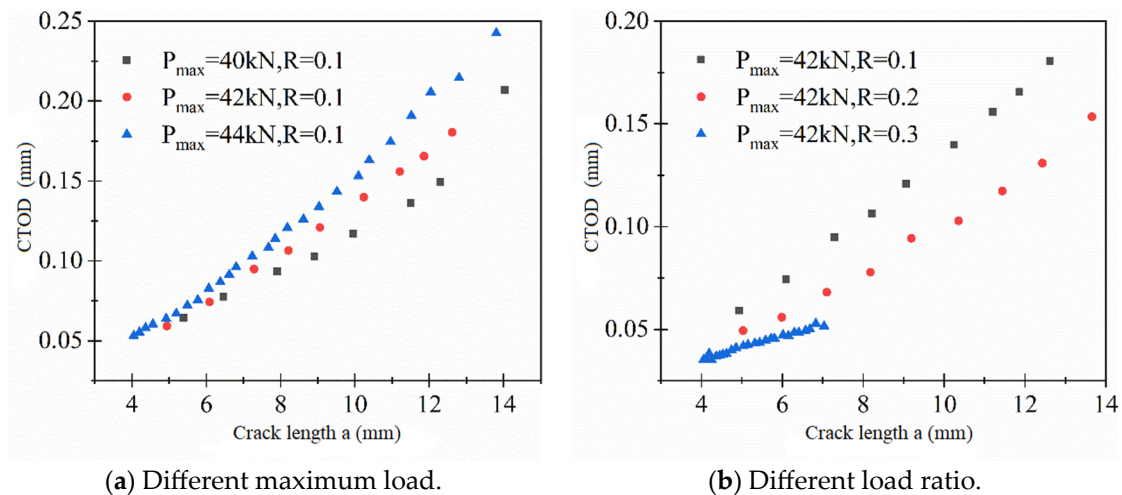 0.25
0.20
0.15
0.10
0.05
CTOD (mm)
P_max=40kN,R=0.1
P_max=42kN,R=0.1
P_max=44kN,R=0.1
4 6 8 10 12 14
Crack length a (mm)
(a) Different maximum load.
0.20
0.15
0.10
0.05
CTOD (mm)
P_max=42kN,R=0.1
P_max=42kN,R=0.2
P_max=42kN,R=0.3
4 6 8 10 12 14
Crack length a (mm)
(b) Different load ratio.